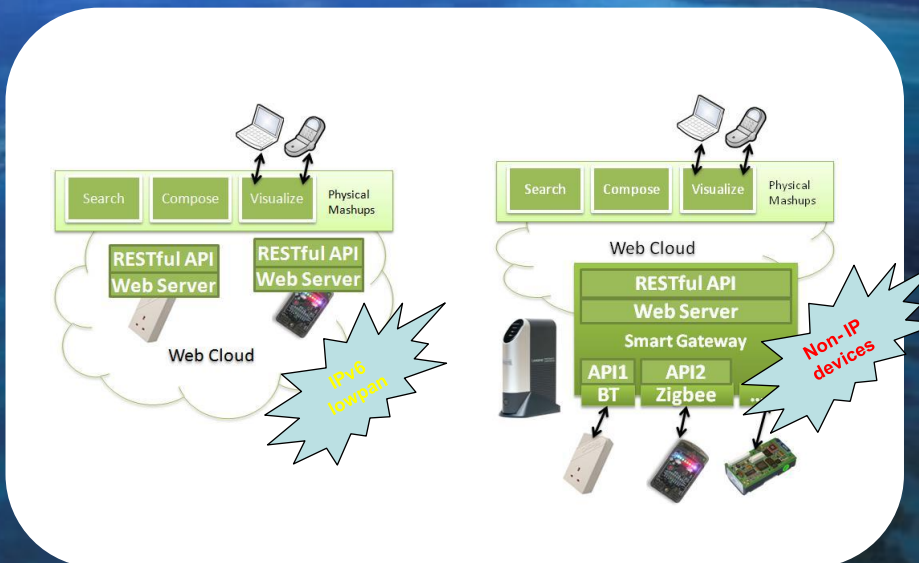 Search
Compose
Visualize
Physical
Mashups
RESTful API
Web Server
RESTful API
Web Server
Web Cloud
IPv6
lowpan
Search
Compose
Visualize
Physical
Mashups
Web Cloud
RESTful API
Web Server
Smart Gateway
API1
BT
API2
Zigbee
..
Non-IP
devices